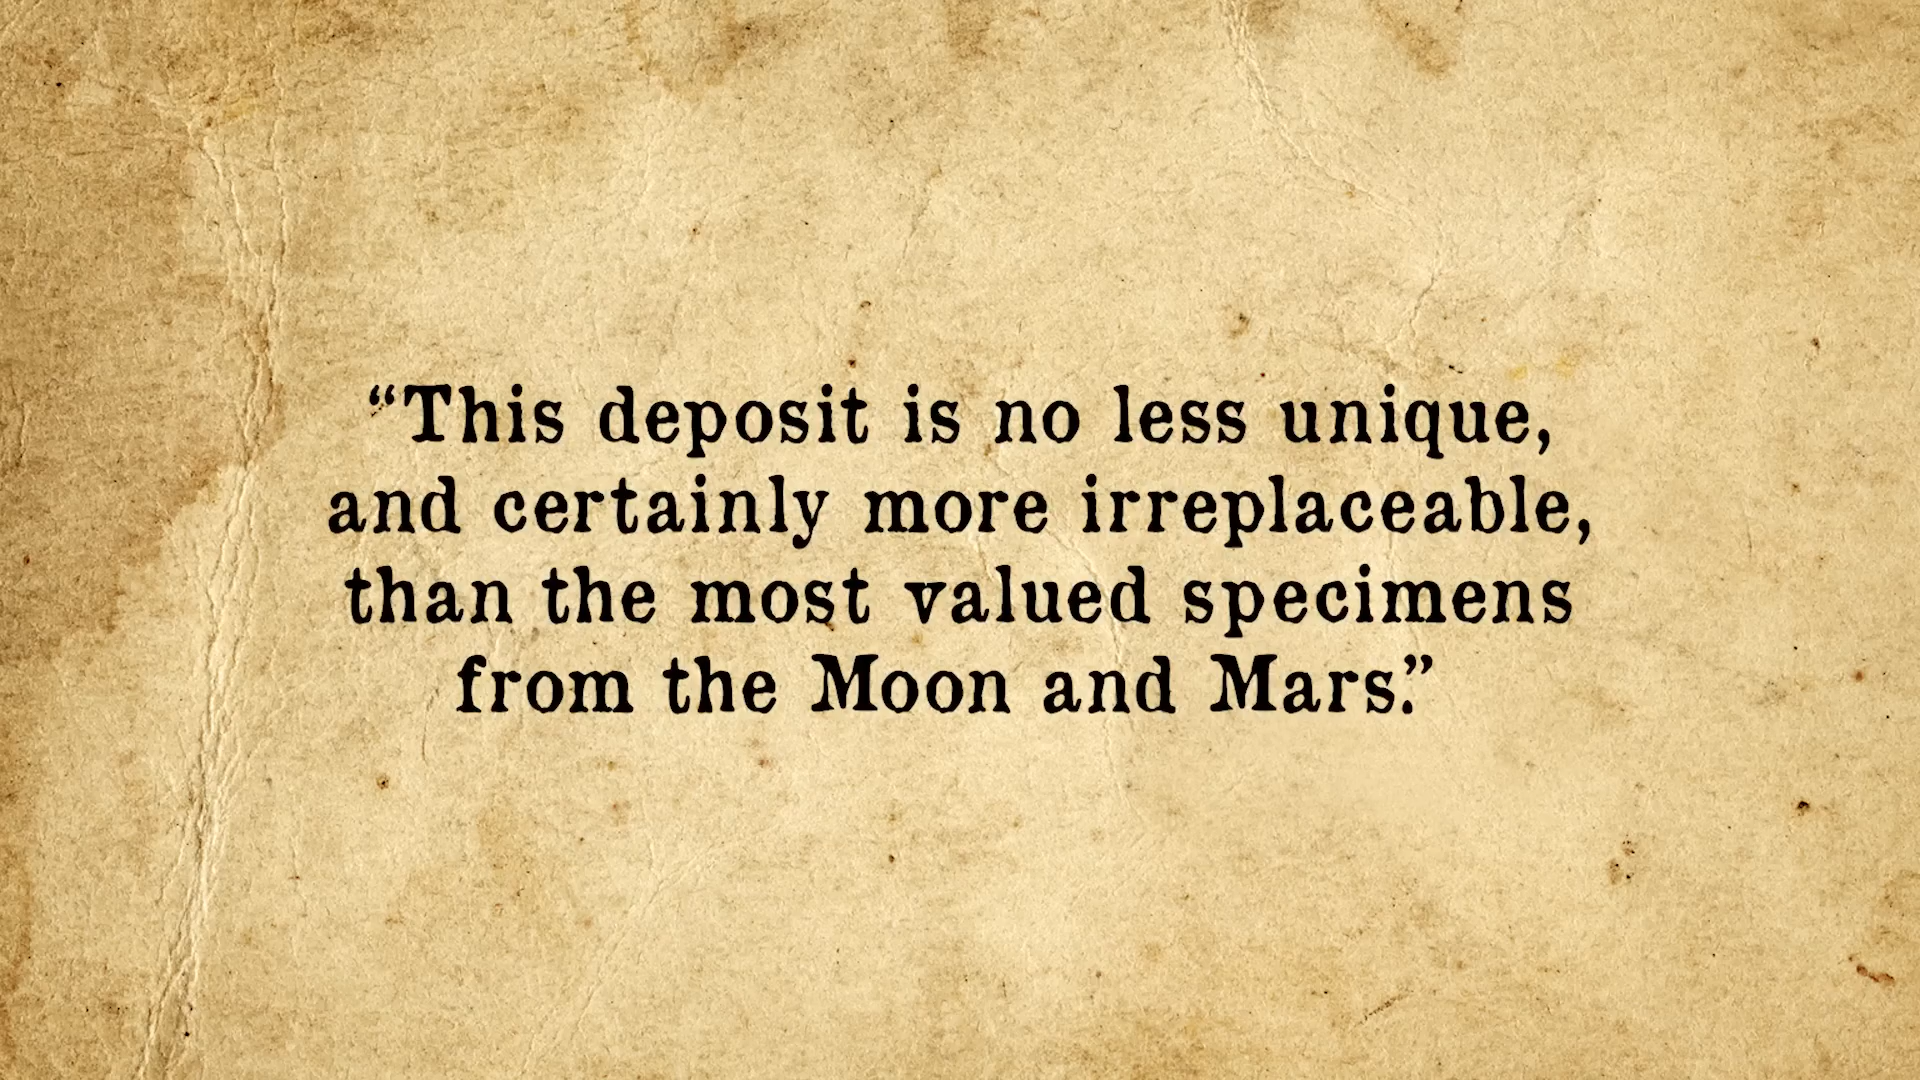 “This deposit is no less unique,
and certainly more irreplaceable,
than the most valued specimens
from the Moon and Mars.”